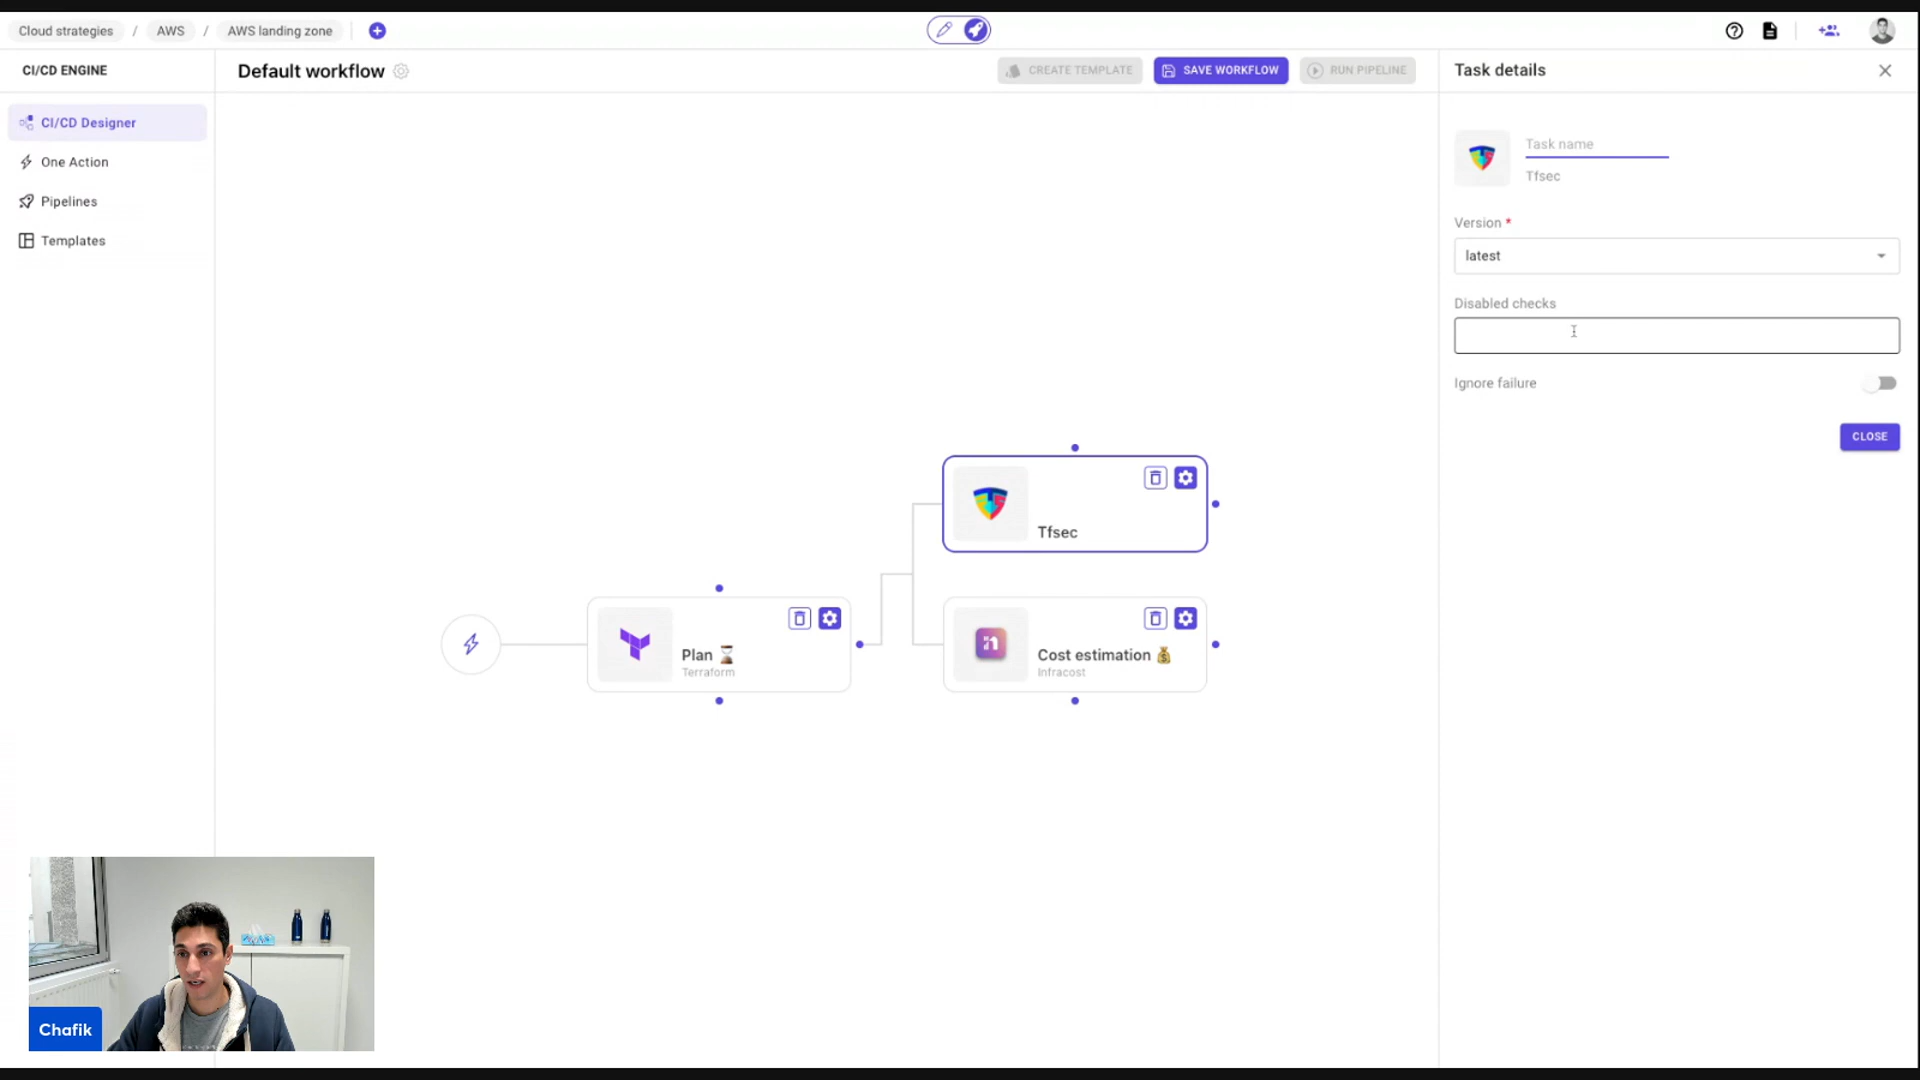 Cloud strategies / AWS / AWS landing zone
CI/CD ENGINE
Default workflow
CREATE TEMPLATE
SAVE WORKFLOW
RUN PIPELINE
Task details
CI/CD Designer
One Action
Pipelines
Templates
Task name
Tfsec
Version *
latest
Disabled checks
Ignore failure
CLOSE
Tfsec
Plan ⏳
Terraform
Cost estimation 💰
Infracost
Chafik